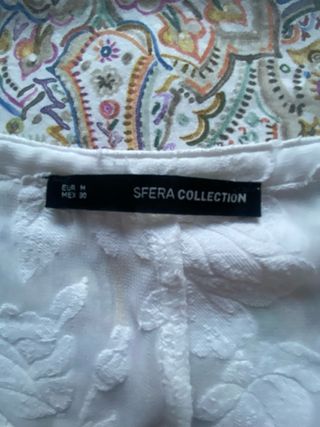 EUR M
MEX 30
SFERA COLLECTION